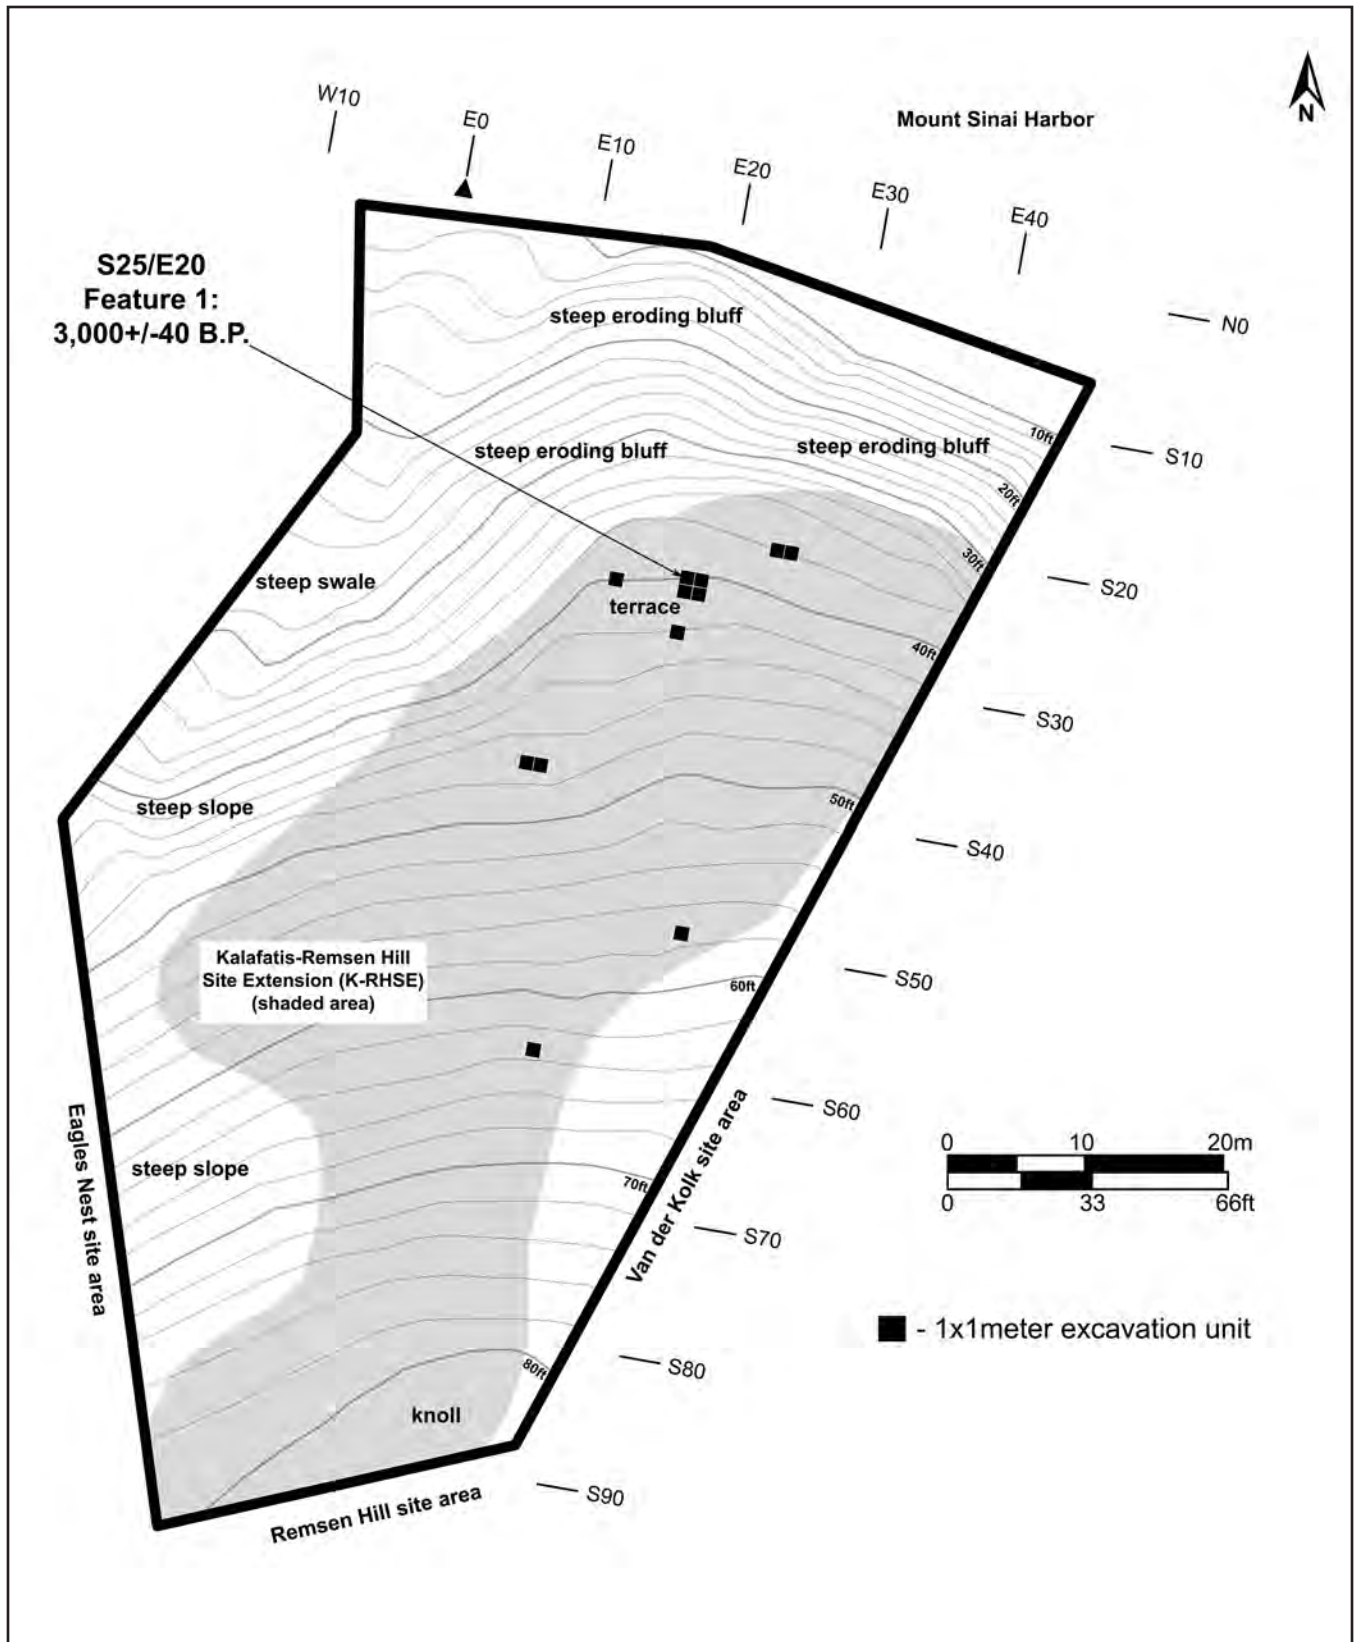 W10
E0
E10
E20
E30
E40
Mount Sinai Harbor
N
S25/E20
Feature 1:
3,000+/-40 B.P.
steep eroding bluff
N0
steep eroding bluff
steep eroding bluff
10ft
S10
20ft
30ft
steep swale
terrace
S20
40ft
S30
steep slope
50ft
S40
Kalafatis-Remsen Hill
Site Extension (K-RHSE)
(shaded area)
60ft
S50
Eagles Nest site area
steep slope
70ft
Van der Kolk site area
S60
0 10 20m
0 33 66ft
S70
- 1x1meter excavation unit
80ft
S80
knoll
S90
Remsen Hill site area